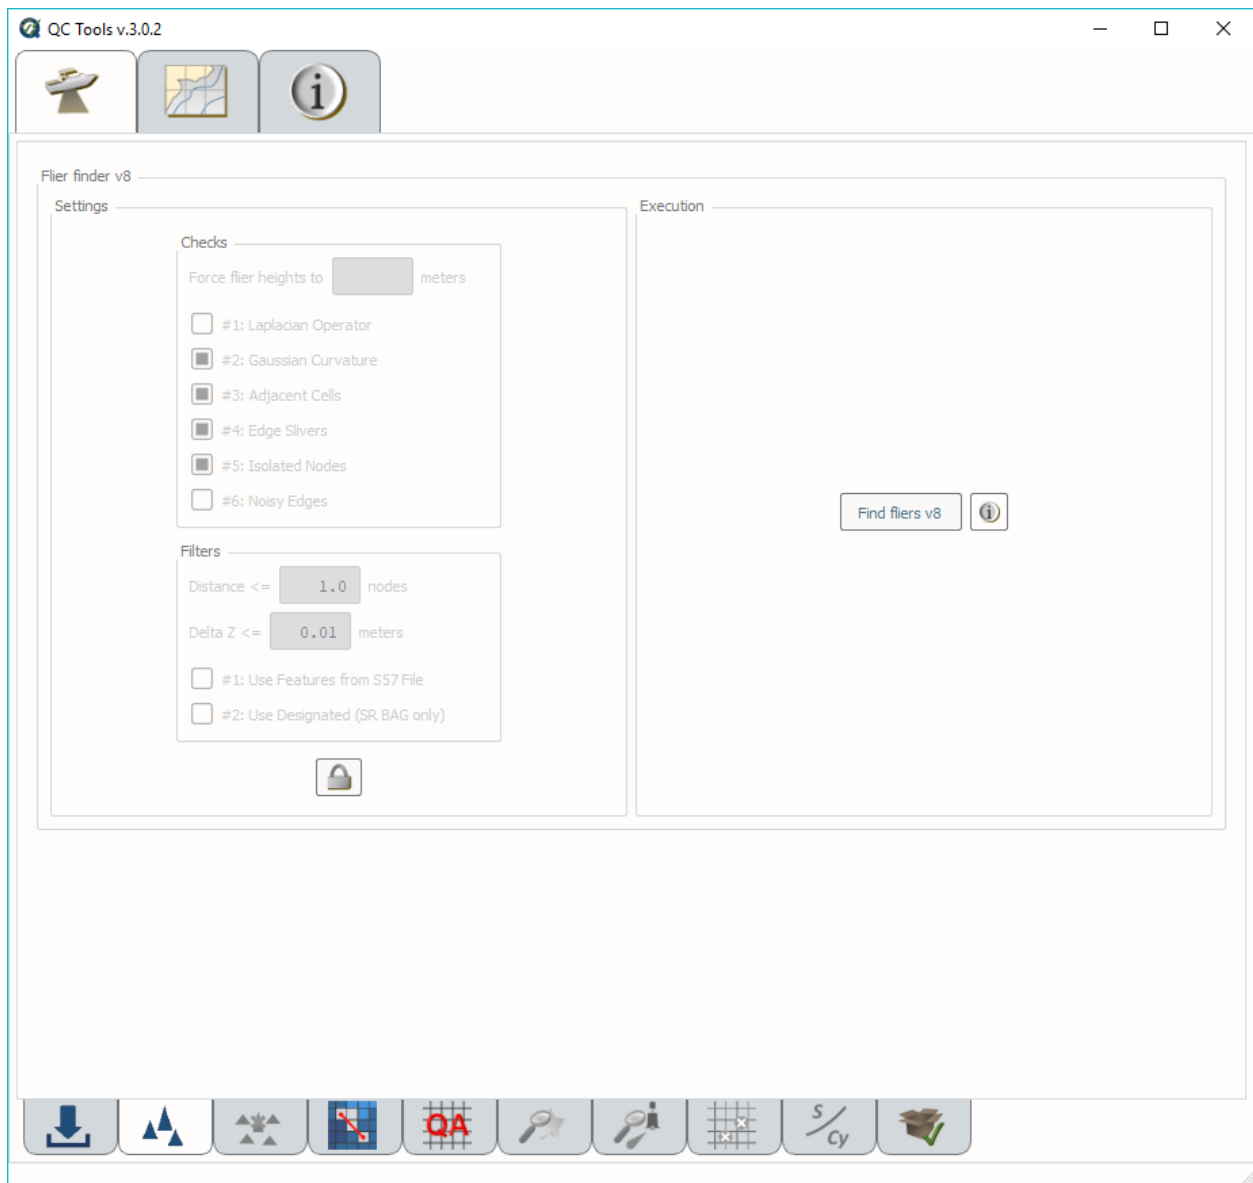 QC Tools v.3.0.2
i
Flier finder v8
Settings
Execution
Checks
Force flier heights to meters
#1: Laplacian Operator
#2: Gaussian Curvature
#3: Adjacent Cells
#4: Edge Slivers
#5: Isolated Nodes
#6: Noisy Edges
Find fliers v8 i
Filters
Distance <= 1.0 nodes
Delta Z <= 0.01 meters
#1: Use Features from S57 File
#2: Use Designated (SR BAG only)
QA
S/Cy